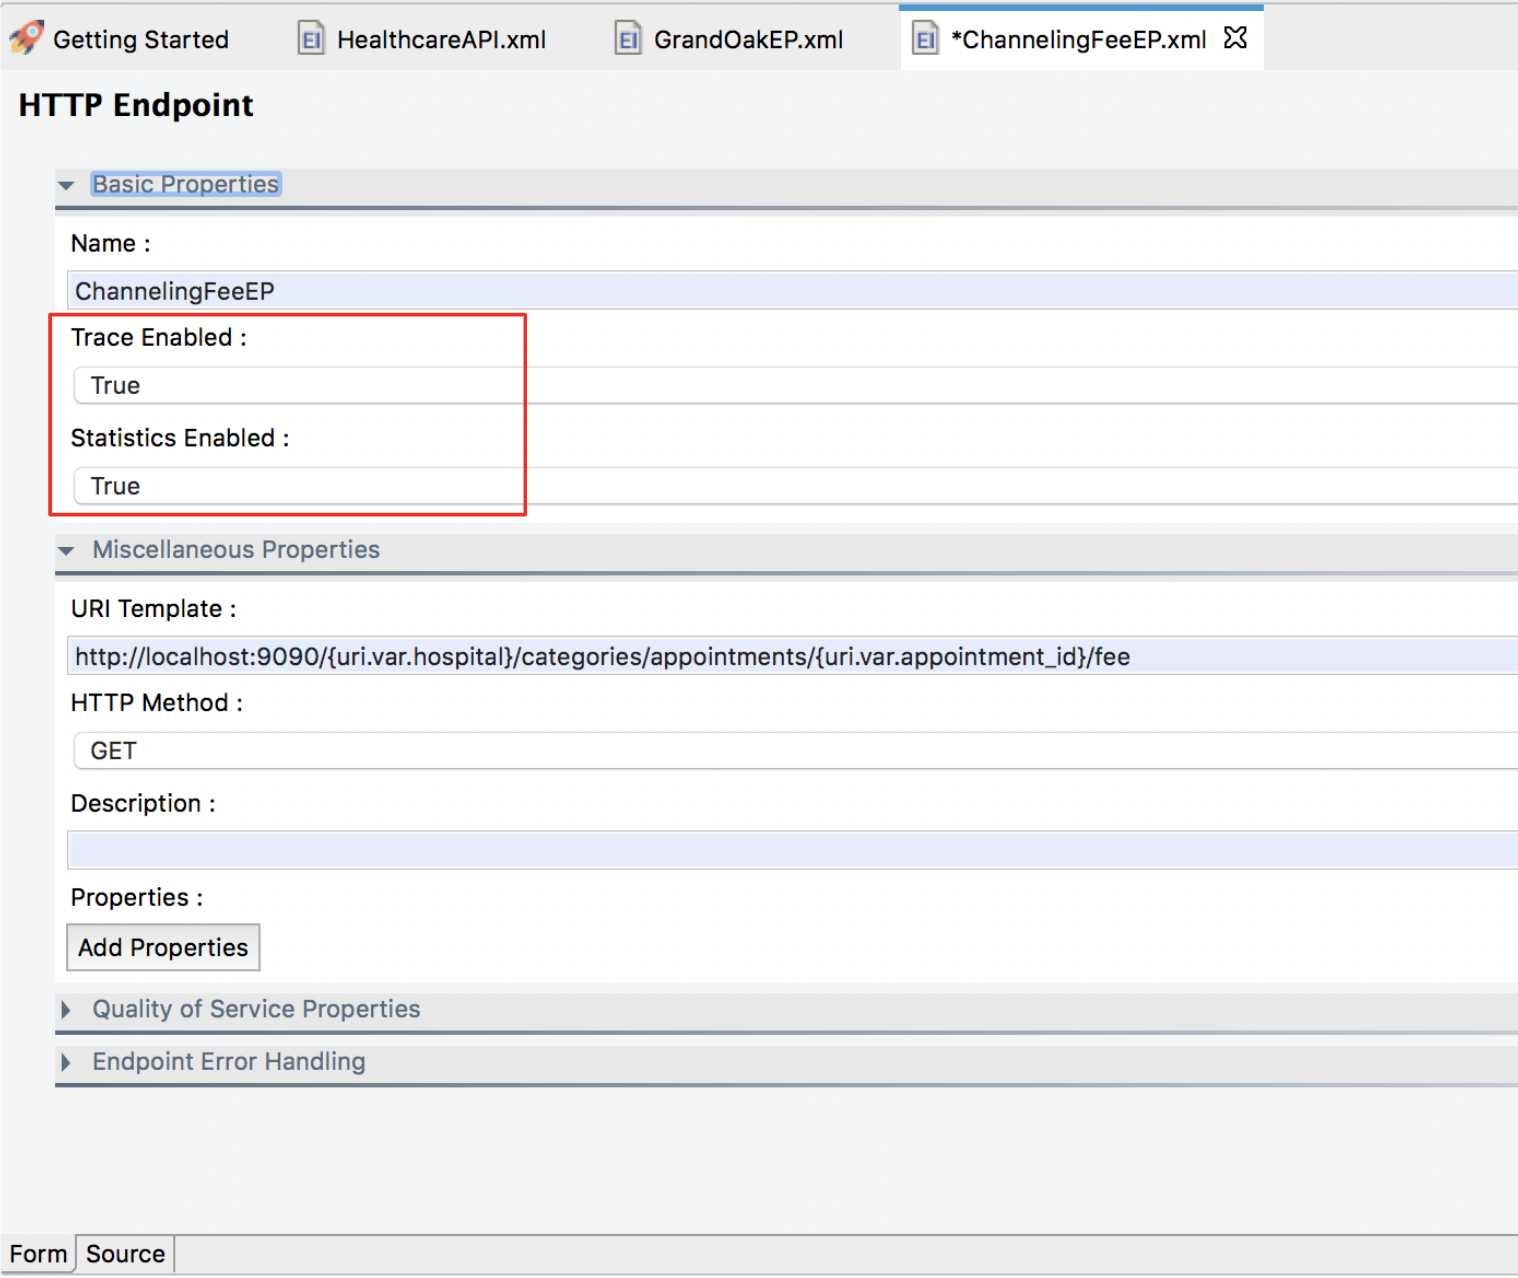 Getting Started
EI HealthcareAPI.xml
EI GrandOakEP.xml
EI *ChannelingFeeEP.xml
HTTP Endpoint
Basic Properties
Name :
ChannelingFeeEP
Trace Enabled :
True
Statistics Enabled :
True
Miscellaneous Properties
URI Template :
http://localhost:9090/{uri.var.hospital}/categories/appointments/{uri.var.appointment_id}/fee
HTTP Method :
GET
Description :
Properties :
Add Properties
Quality of Service Properties
Endpoint Error Handling
Form
Source